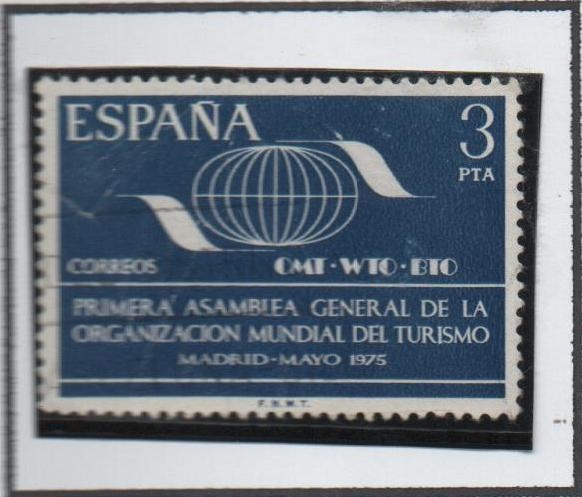 ESPAÑA
3
PTA
CORREOS
OMT·WTO·BTO
PRIMERA ASAMBLEA GENERAL DE LA
ORGANIZACION MUNDIAL DEL TURISMO
MADRID-MAYO 1975
F.N.M.T.